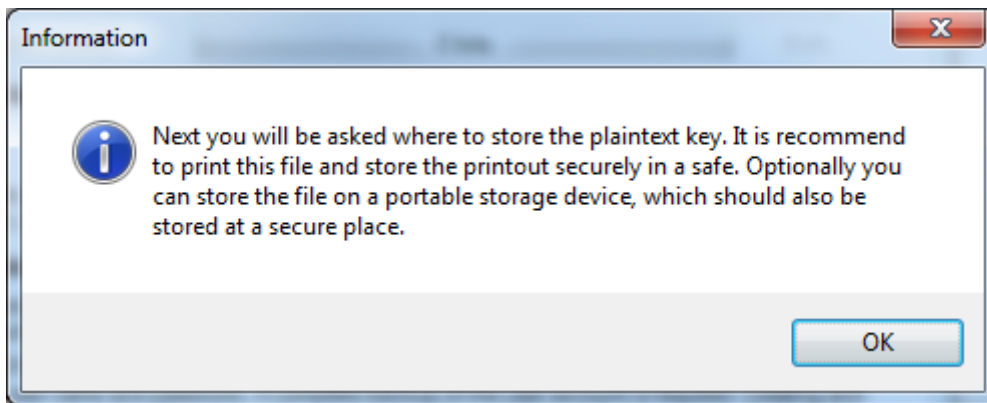 Information
Next you will be asked where to store the plaintext key. It is recommend
to print this file and store the printout securely in a safe. Optionally you
can store the file on a portable storage device, which should also be
stored at a secure place.
OK